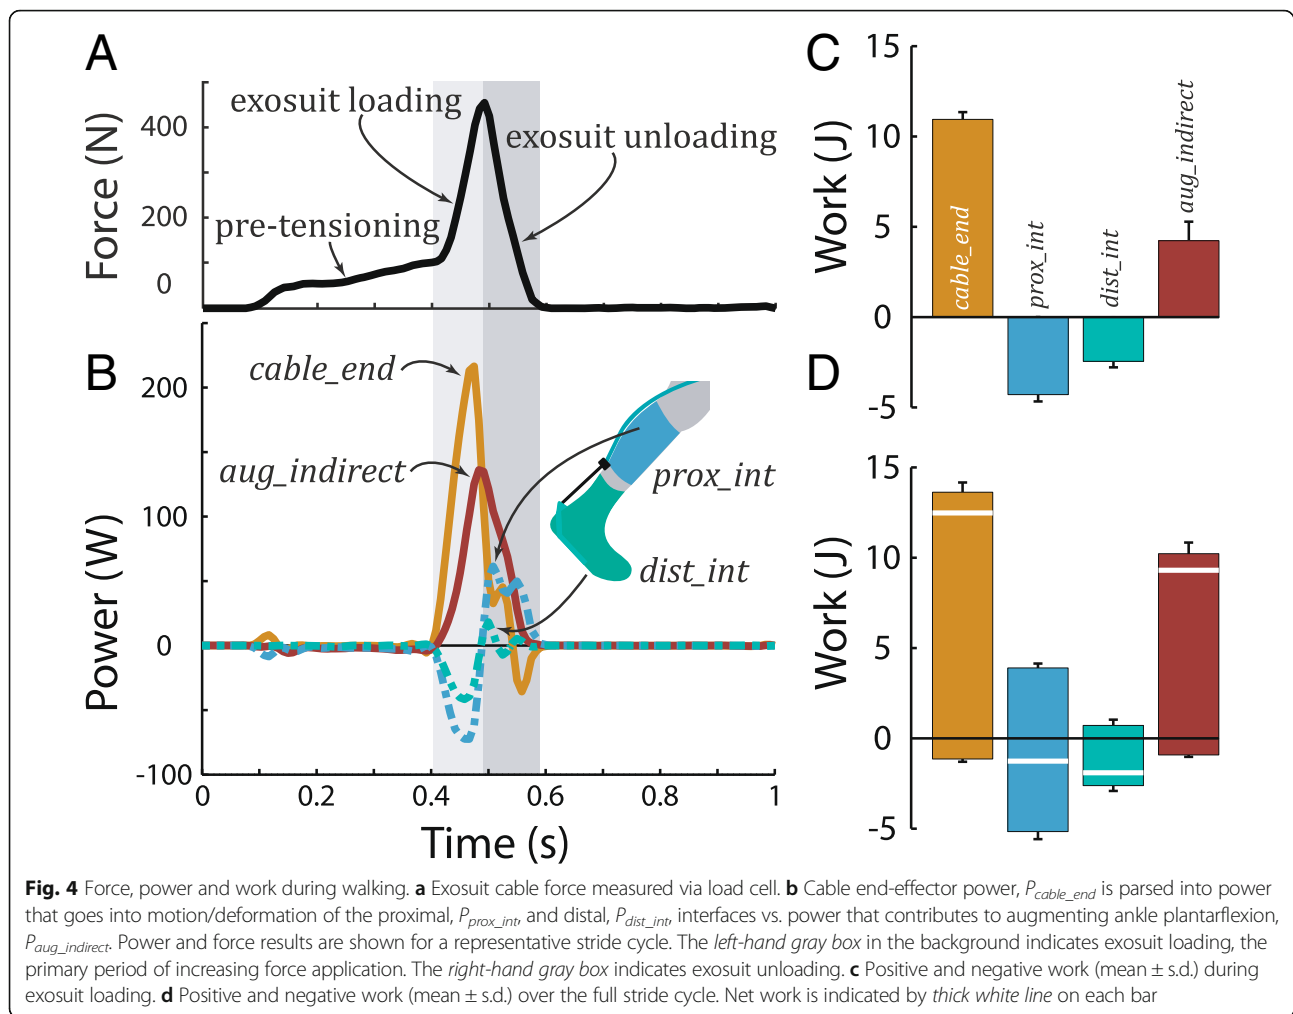 A
Force (N)
400
200
0
exosuit loading
exosuit unloading
pre-tensioning
B
Power (W)
200
100
0
-100
cable_end
aug_indirect
prox_int
dist_int
0
0.2
0.4
0.6
0.8
1
Time (s)
C
Work (J)
15
10
5
0
-5
cable_end
prox_int
dist_int
aug_indirect
D
Work (J)
15
10
5
0
-5
Fig. 4 Force, power and work during walking. a Exosuit cable force measured via load cell. b Cable end-effector power, Pcable_end is parsed into power
that goes into motion/deformation of the proximal, Pprox_int, and distal, Pdist_int, interfaces vs. power that contributes to augmenting ankle plantarflexion,
Paug_indirect. Power and force results are shown for a representative stride cycle. The left-hand gray box in the background indicates exosuit loading, the
primary period of increasing force application. The right-hand gray box indicates exosuit unloading. c Positive and negative work (mean ± s.d.) during
exosuit loading. d Positive and negative work (mean ± s.d.) over the full stride cycle. Net work is indicated by thick white line on each bar